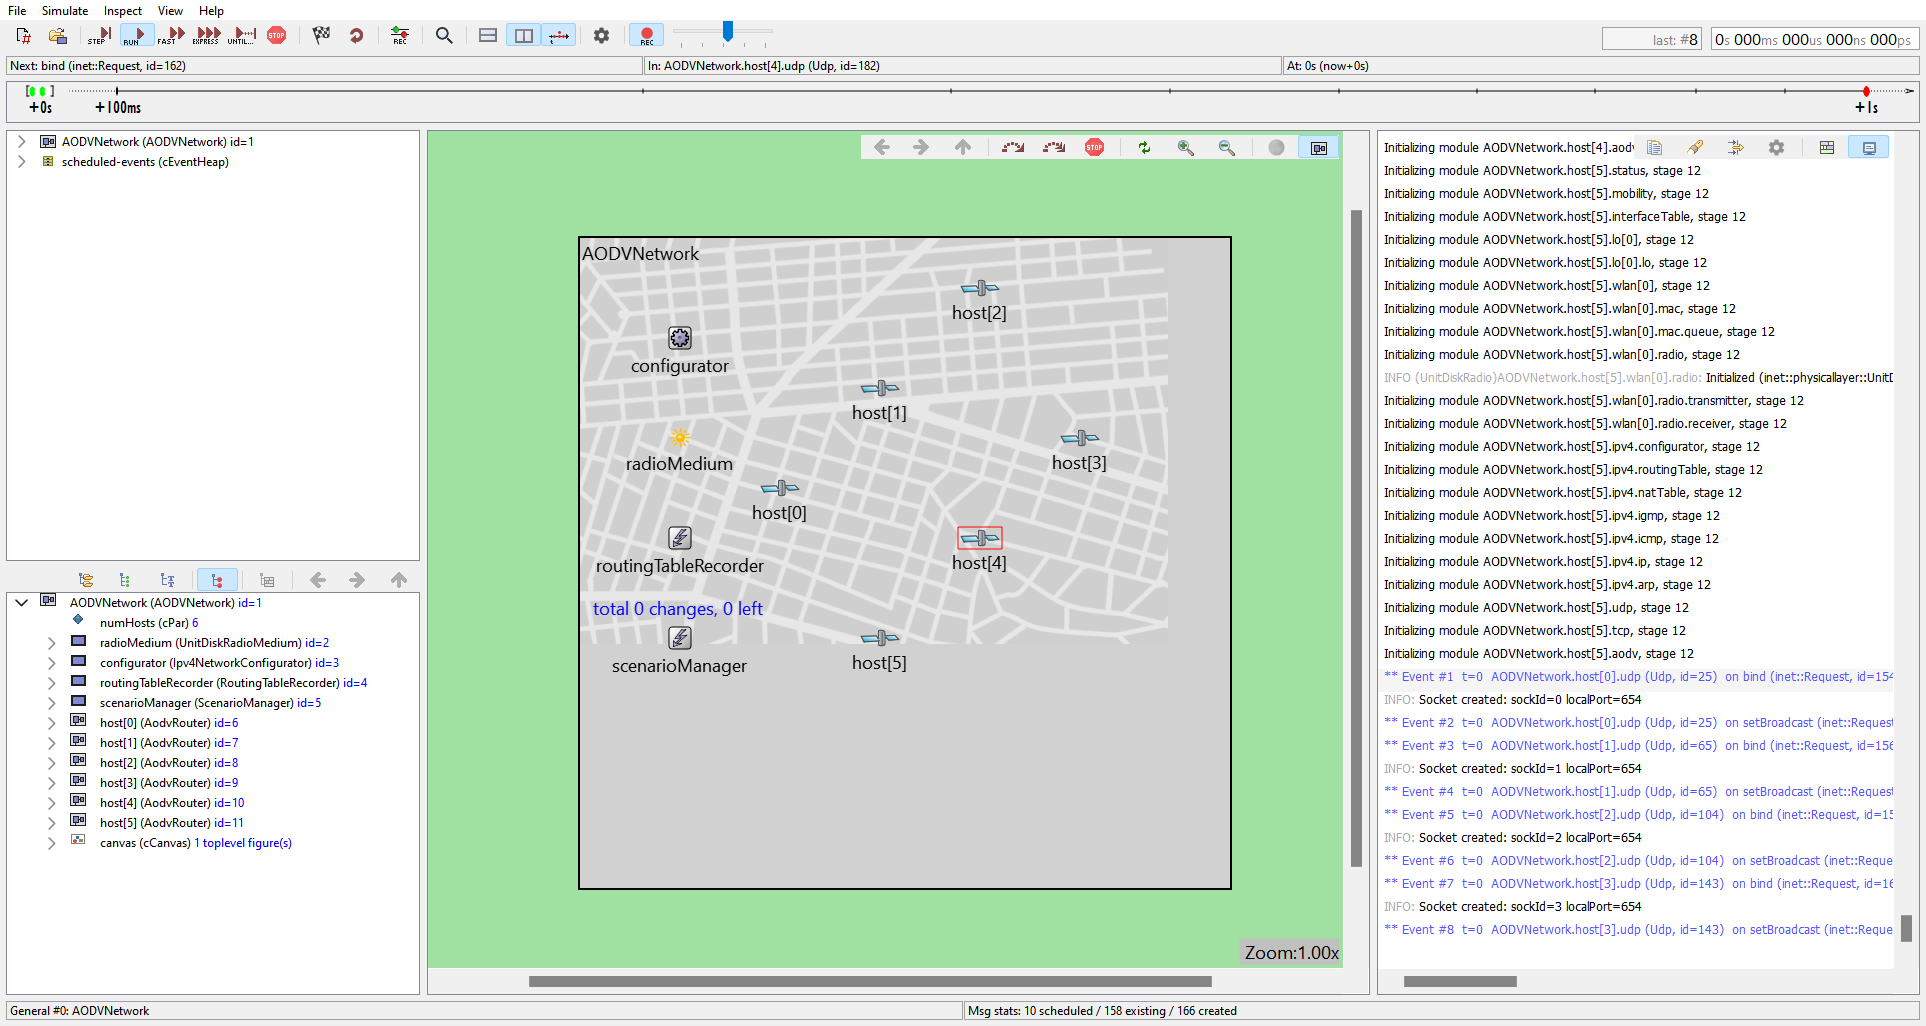 File Simulate Inspect View Help
STEP RUN FAST EXPRESS UNTIL... STOP REC REC last: #8 0s 000ms 000us 000ns 000ps
Next: bind (inet::Request, id=162) In: AODVNetwork.host[4].udp (Udp, id=182) At: 0s (now+0s)
+0s +100ms +1s
AODVNetwork (AODVNetwork) id=1
scheduled-events (cEventHeap)
AODVNetwork (AODVNetwork) id=1
numHosts (cPar) 6
radioMedium (UnitDiskRadioMedium) id=2
configurator (Ipv4NetworkConfigurator) id=3
routingTableRecorder (RoutingTableRecorder) id=4
scenarioManager (ScenarioManager) id=5
host[0] (AodvRouter) id=6
host[1] (AodvRouter) id=7
host[2] (AodvRouter) id=8
host[3] (AodvRouter) id=9
host[4] (AodvRouter) id=10
host[5] (AodvRouter) id=11
canvas (cCanvas) 1 toplevel figure(s)
STOP
AODVNetwork
host[2]
configurator
host[1]
radioMedium
host[3]
host[0]
host[4]
routingTableRecorder
total 0 changes, 0 left
scenarioManager
host[5]
Zoom:1.00x
Initializing module AODVNetwork.host[4].aodv
Initializing module AODVNetwork.host[5].status, stage 12
Initializing module AODVNetwork.host[5].mobility, stage 12
Initializing module AODVNetwork.host[5].interfaceTable, stage 12
Initializing module AODVNetwork.host[5].lo[0], stage 12
Initializing module AODVNetwork.host[5].lo[0].lo, stage 12
Initializing module AODVNetwork.host[5].wlan[0], stage 12
Initializing module AODVNetwork.host[5].wlan[0].mac, stage 12
Initializing module AODVNetwork.host[5].wlan[0].mac.queue, stage 12
Initializing module AODVNetwork.host[5].wlan[0].radio, stage 12
INFO (UnitDiskRadio)AODVNetwork.host[5].wlan[0].radio: Initialized (inet::physicallayer::UnitD
Initializing module AODVNetwork.host[5].wlan[0].radio.transmitter, stage 12
Initializing module AODVNetwork.host[5].wlan[0].radio.receiver, stage 12
Initializing module AODVNetwork.host[5].ipv4.configurator, stage 12
Initializing module AODVNetwork.host[5].ipv4.routingTable, stage 12
Initializing module AODVNetwork.host[5].ipv4.natTable, stage 12
Initializing module AODVNetwork.host[5].ipv4.igmp, stage 12
Initializing module AODVNetwork.host[5].ipv4.icmp, stage 12
Initializing module AODVNetwork.host[5].ipv4.ip, stage 12
Initializing module AODVNetwork.host[5].ipv4.arp, stage 12
Initializing module AODVNetwork.host[5].udp, stage 12
Initializing module AODVNetwork.host[5].tcp, stage 12
Initializing module AODVNetwork.host[5].aodv, stage 12
** Event #1 t=0 AODVNetwork.host[0].udp (Udp, id=25) on bind (inet::Request, id=154
INFO: Socket created: sockId=0 localPort=654
** Event #2 t=0 AODVNetwork.host[0].udp (Udp, id=25) on setBroadcast (inet::Request
** Event #3 t=0 AODVNetwork.host[1].udp (Udp, id=65) on bind (inet::Request, id=156
INFO: Socket created: sockId=1 localPort=654
** Event #4 t=0 AODVNetwork.host[1].udp (Udp, id=65) on setBroadcast (inet::Request
** Event #5 t=0 AODVNetwork.host[2].udp (Udp, id=104) on bind (inet::Request, id=15
INFO: Socket created: sockId=2 localPort=654
** Event #6 t=0 AODVNetwork.host[2].udp (Udp, id=104) on setBroadcast (inet::Reque
** Event #7 t=0 AODVNetwork.host[3].udp (Udp, id=143) on bind (inet::Request, id=16
INFO: Socket created: sockId=3 localPort=654
** Event #8 t=0 AODVNetwork.host[3].udp (Udp, id=143) on setBroadcast (inet::Reque
General #0: AODVNetwork Msg stats: 10 scheduled / 158 existing / 166 created